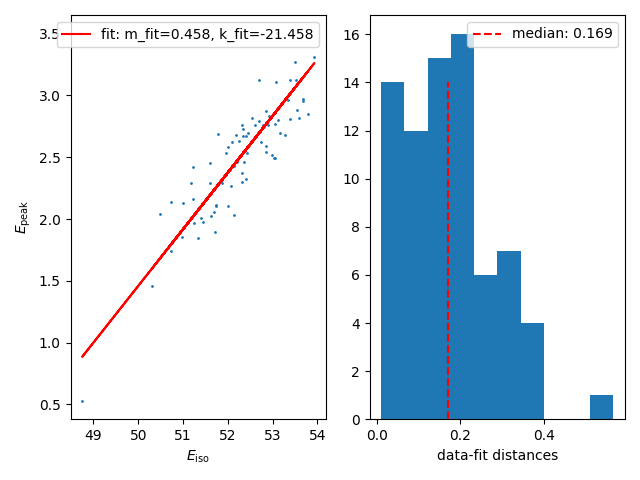 fit: m_fit=0.458, k_fit=-21.458
3.5
3.0
2.5
2.0
1.5
1.0
0.5
E_peak
49 50 51 52 53 54
E_iso
median: 0.169
16
14
12
10
8
6
4
2
0
0.0 0.2 0.4
data-fit distances